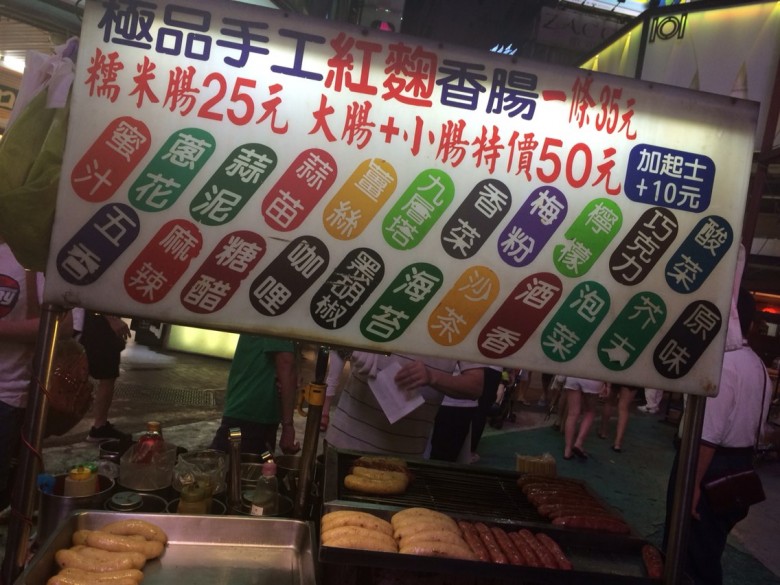 極品手工紅麴香腸一條35元
糯米腸25元 大腸+小腸特價50元
加起士
+10元
蜜汁 蔥花 蒜泥 蒜苗 薑絲 九層塔 香菜 梅粉 檸檬 巧克力 酸菜
五香 麻辣 糖醋 咖哩 黑胡椒 海苔 沙茶 酒香 泡菜 芥末 原味
101